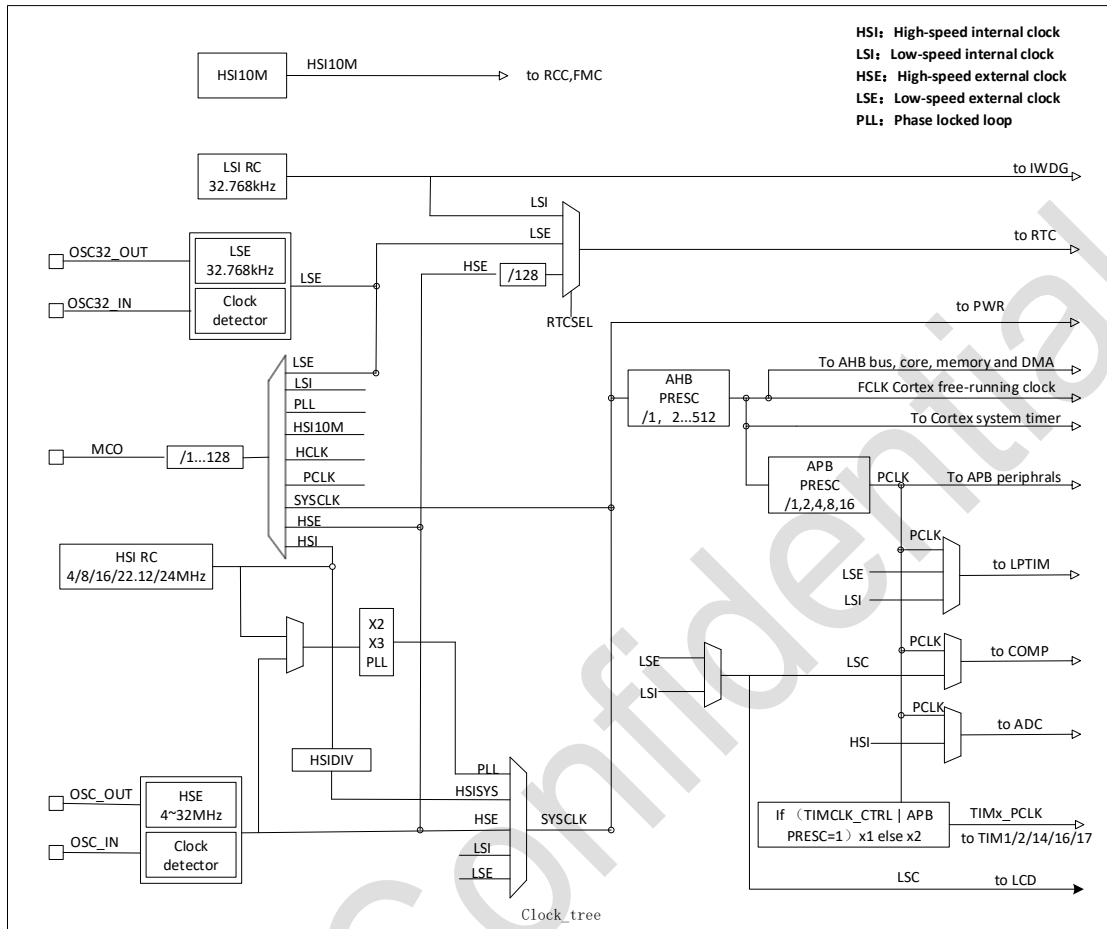 HSI：High-speed internal clock
LSI：Low-speed internal clock
HSE：High-speed external clock
LSE：Low-speed external clock
PLL：Phase locked loop
HSI10M
HSI10M
to RCC,FMC
LSI RC
32.768kHz
to IWDG
LSI
LSE
HSE
/128
to RTC
RTCSEL
OSC32_OUT
OSC32_IN
LSE
32.768kHz
Clock
detector
LSE
to PWR
AHB
PRESC
/1，2...512
To AHB bus, core, memory and DMA
FCLK Cortex free-running clock
To Cortex system timer
APB
PRESC
/1,2,4,8,16
PCLK
To APB periphrals
MCO
/1...128
LSE
LSI
PLL
HSI10M
HCLK
PCLK
SYSCLK
HSE
HSI
HSI RC
4/8/16/22.12/24MHz
X2
X3
PLL
PCLK
LSE
LSI
to LPTIM
LSE
LSI
LSC
PCLK
to COMP
PCLK
HSI
to ADC
HSIDIV
OSC_OUT
OSC_IN
HSE
4~32MHz
Clock
detector
PLL
HSISYS
HSE
LSI
LSE
SYSCLK
If （TIMCLK_CTRL | APB
PRESC=1）x1 else x2
TIMx_PCLK
to TIM1/2/14/16/17
LSC
to LCD
Clock_tree
Confidential